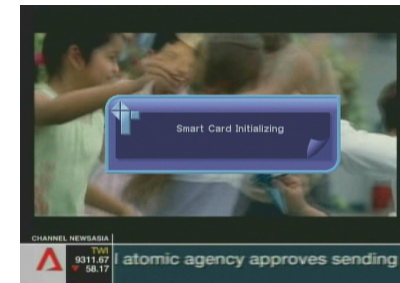 Smart Card Initializing
CHANNEL NEWSASIA
TWI
9311.67
▼ 58.17
l atomic agency approves sending